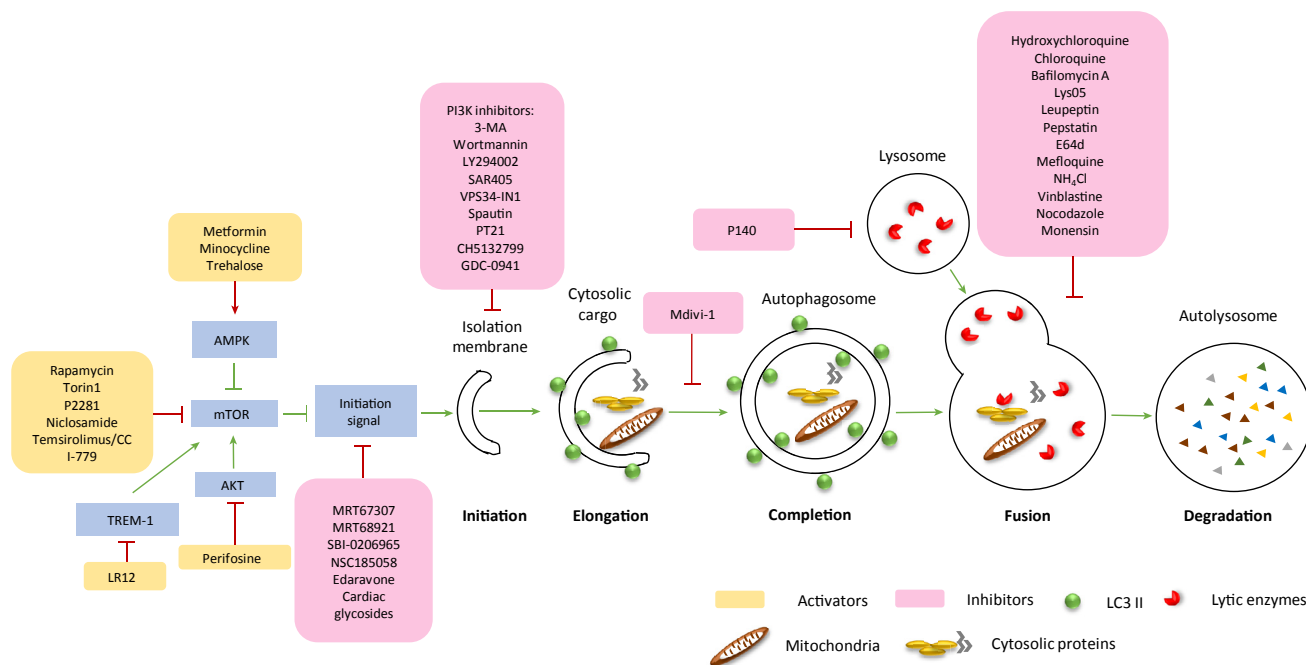 Hydroxychloroquine
Chloroquine
Bafilomycin A
Lys05
Leupeptin
Pepstatin
E64d
Mefloquine
NH₄Cl
Vinblastine
Nocodazole
Monensin
PI3K inhibitors:
3-MA
Wortmannin
LY294002
SAR405
VPS34-IN1
Spautin
PT21
CH5132799
GDC-0941
Lysosome
P140
Metformin
Minocycline
Trehalose
Cytosolic
cargo
Mdivi-1
Autophagosome
Isolation
membrane
Autolysosome
AMPK
Rapamycin
Torin1
P2281
Niclosamide
Temsirolimus/CC
I-779
mTOR
Initiation
signal
AKT
TREM-1
Perifosine
LR12
MRT67307
MRT68921
SBI-0206965
NSC185058
Edaravone
Cardiac
glycosides
Initiation
Elongation
Completion
Fusion
Degradation
Activators
Inhibitors
LC3 II
Lytic enzymes
Mitochondria
Cytosolic proteins